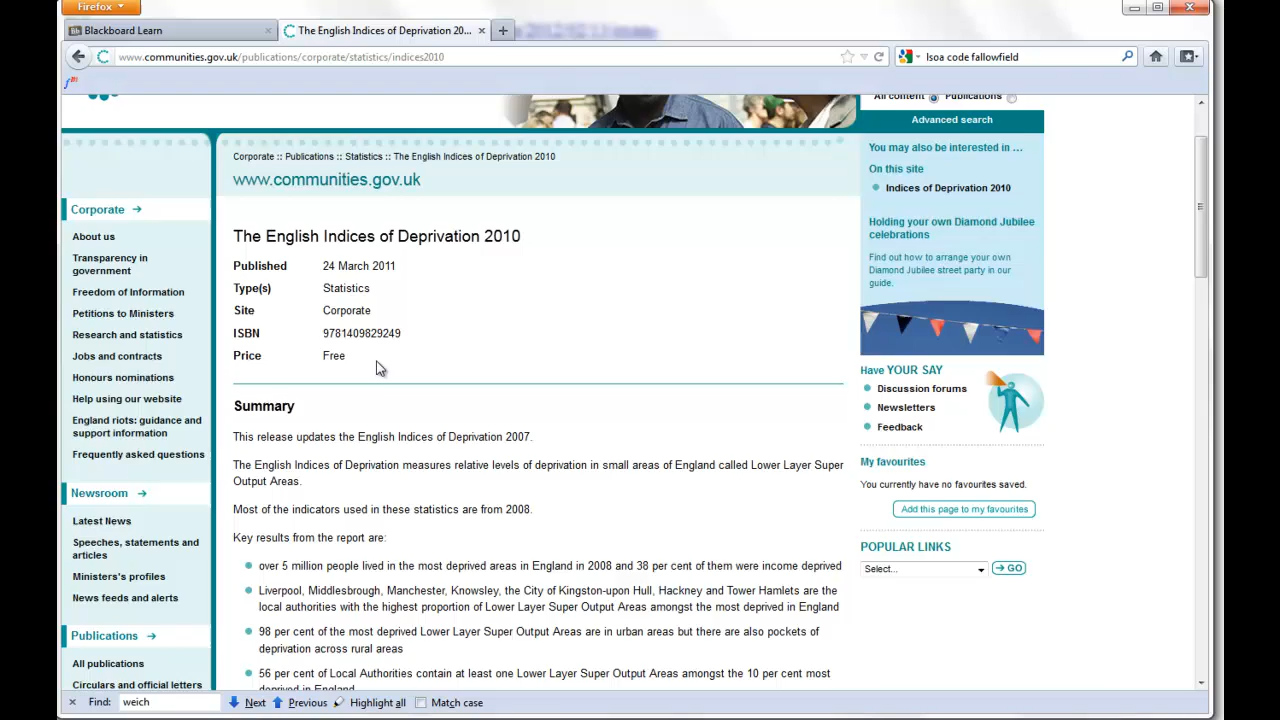 Firefox
Blackboard Learn
The English Indices of Deprivation 20...
www.communities.gov.uk/publications/corporate/statistics/indices2010
lsoa code fallowfield
All content
Publications
Advanced search
Corporate :: Publications :: Statistics :: The English Indices of Deprivation 2010
www.communities.gov.uk
Corporate
About us
Transparency in
government
Freedom of Information
Petitions to Ministers
Research and statistics
Jobs and contracts
Honours nominations
Help using our website
England riots: guidance and
support information
Frequently asked questions
Newsroom
Latest News
Speeches, statements and
articles
Ministers's profiles
News feeds and alerts
Publications
All publications
Circulars and official letters
The English Indices of Deprivation 2010
Published 24 March 2011
Type(s) Statistics
Site Corporate
ISBN 9781409829249
Price Free
Summary
This release updates the English Indices of Deprivation 2007.
The English Indices of Deprivation measures relative levels of deprivation in small areas of England called Lower Layer Super
Output Areas.
Most of the indicators used in these statistics are from 2008.
Key results from the report are:
over 5 million people lived in the most deprived areas in England in 2008 and 38 per cent of them were income deprived
Liverpool, Middlesbrough, Manchester, Knowsley, the City of Kingston-upon Hull, Hackney and Tower Hamlets are the
local authorities with the highest proportion of Lower Layer Super Output Areas amongst the most deprived in England
98 per cent of the most deprived Lower Layer Super Output Areas are in urban areas but there are also pockets of
deprivation across rural areas
56 per cent of Local Authorities contain at least one Lower Layer Super Output Areas amongst the 10 per cent most
deprived in England
You may also be interested in ...
On this site
Indices of Deprivation 2010
Holding your own Diamond Jubilee
celebrations
Find out how to arrange your own
Diamond Jubilee street party in our
guide.
Have YOUR SAY
Discussion forums
Newsletters
Feedback
My favourites
You currently have no favourites saved.
Add this page to my favourites
POPULAR LINKS
Select...
GO
Find: weich Next Previous Highlight all Match case